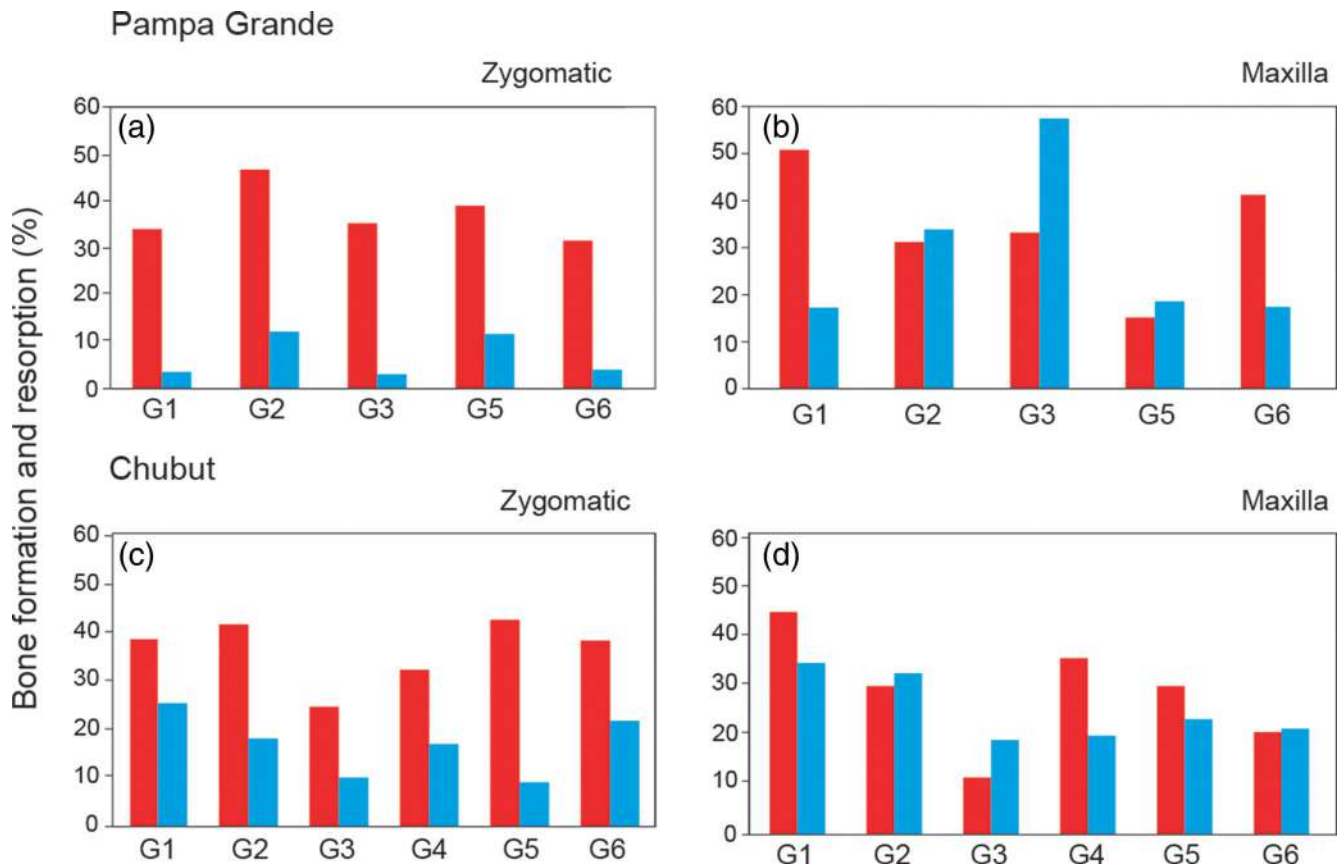 Pampa Grande
Zygomatic
Maxilla
Bone formation and resorption (%)
(a)
60
50
40
30
20
10
0
G1 G2 G3 G5 G6
(b)
60
50
40
30
20
10
0
G1 G2 G3 G5 G6
Chubut
Zygomatic
Maxilla
(c)
60
50
40
30
20
10
0
G1 G2 G3 G4 G5 G6
(d)
60
50
40
30
20
10
0
G1 G2 G3 G4 G5 G6